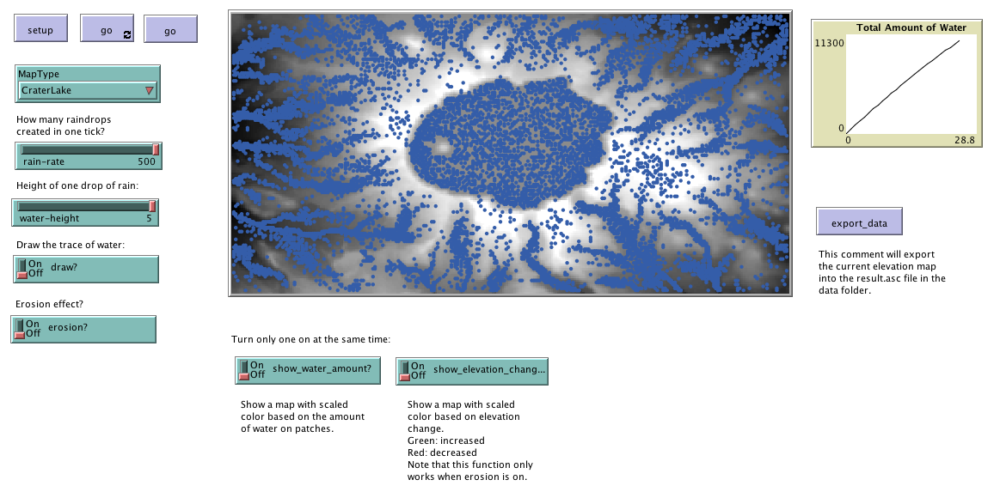 setup
go
go
MapType
CraterLake
How many raindrops
created in one tick?
rain-rate 500
Height of one drop of rain:
water-height 5
Draw the trace of water:
On
Off
draw?
Erosion effect?
On
Off
erosion?
Total Amount of Water
11300
0
0 28.8
export_data
This comment will export
the current elevation map
into the result.asc file in the
data folder.
Turn only one on at the same time:
On
Off
show_water_amount?
On
Off
show_elevation_chang...
Show a map with scaled
color based on the amount
of water on patches.
Show a map with scaled
color based on elevation
change.
Green: increased
Red: decreased
Note that this function only
works when erosion is on.